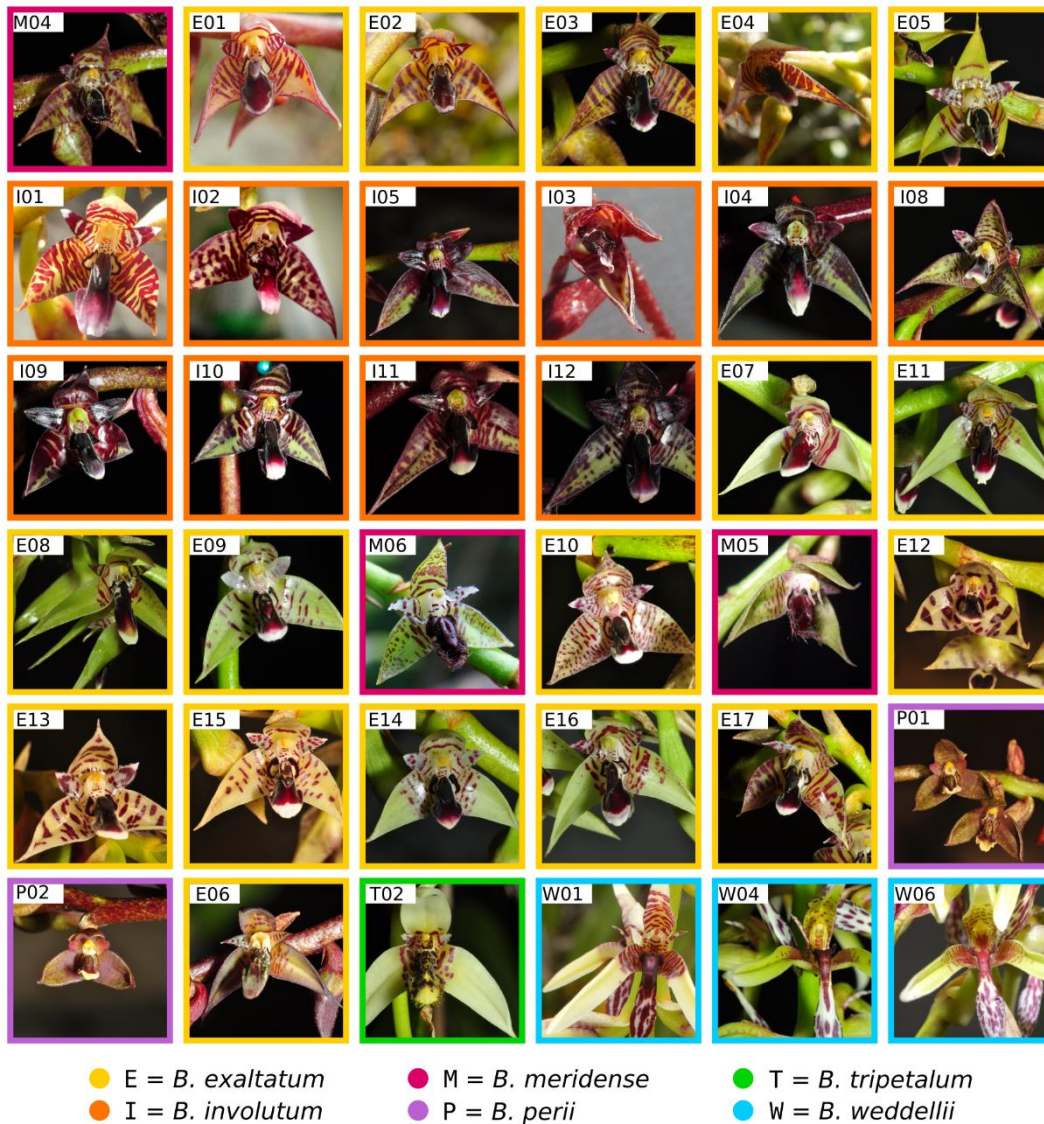 M04 E01 E02 E03 E04 E05
I01 I02 I05 I03 I04 I08
I09 I10 I11 I12 E07 E11
E08 E09 M06 E10 M05 E12
E13 E15 E14 E16 E17 P01
P02 E06 T02 W01 W04 W06
E = B. exaltatum M = B. meridense T = B. tripetalum
I = B. involutum P = B. perii W = B. weddellii